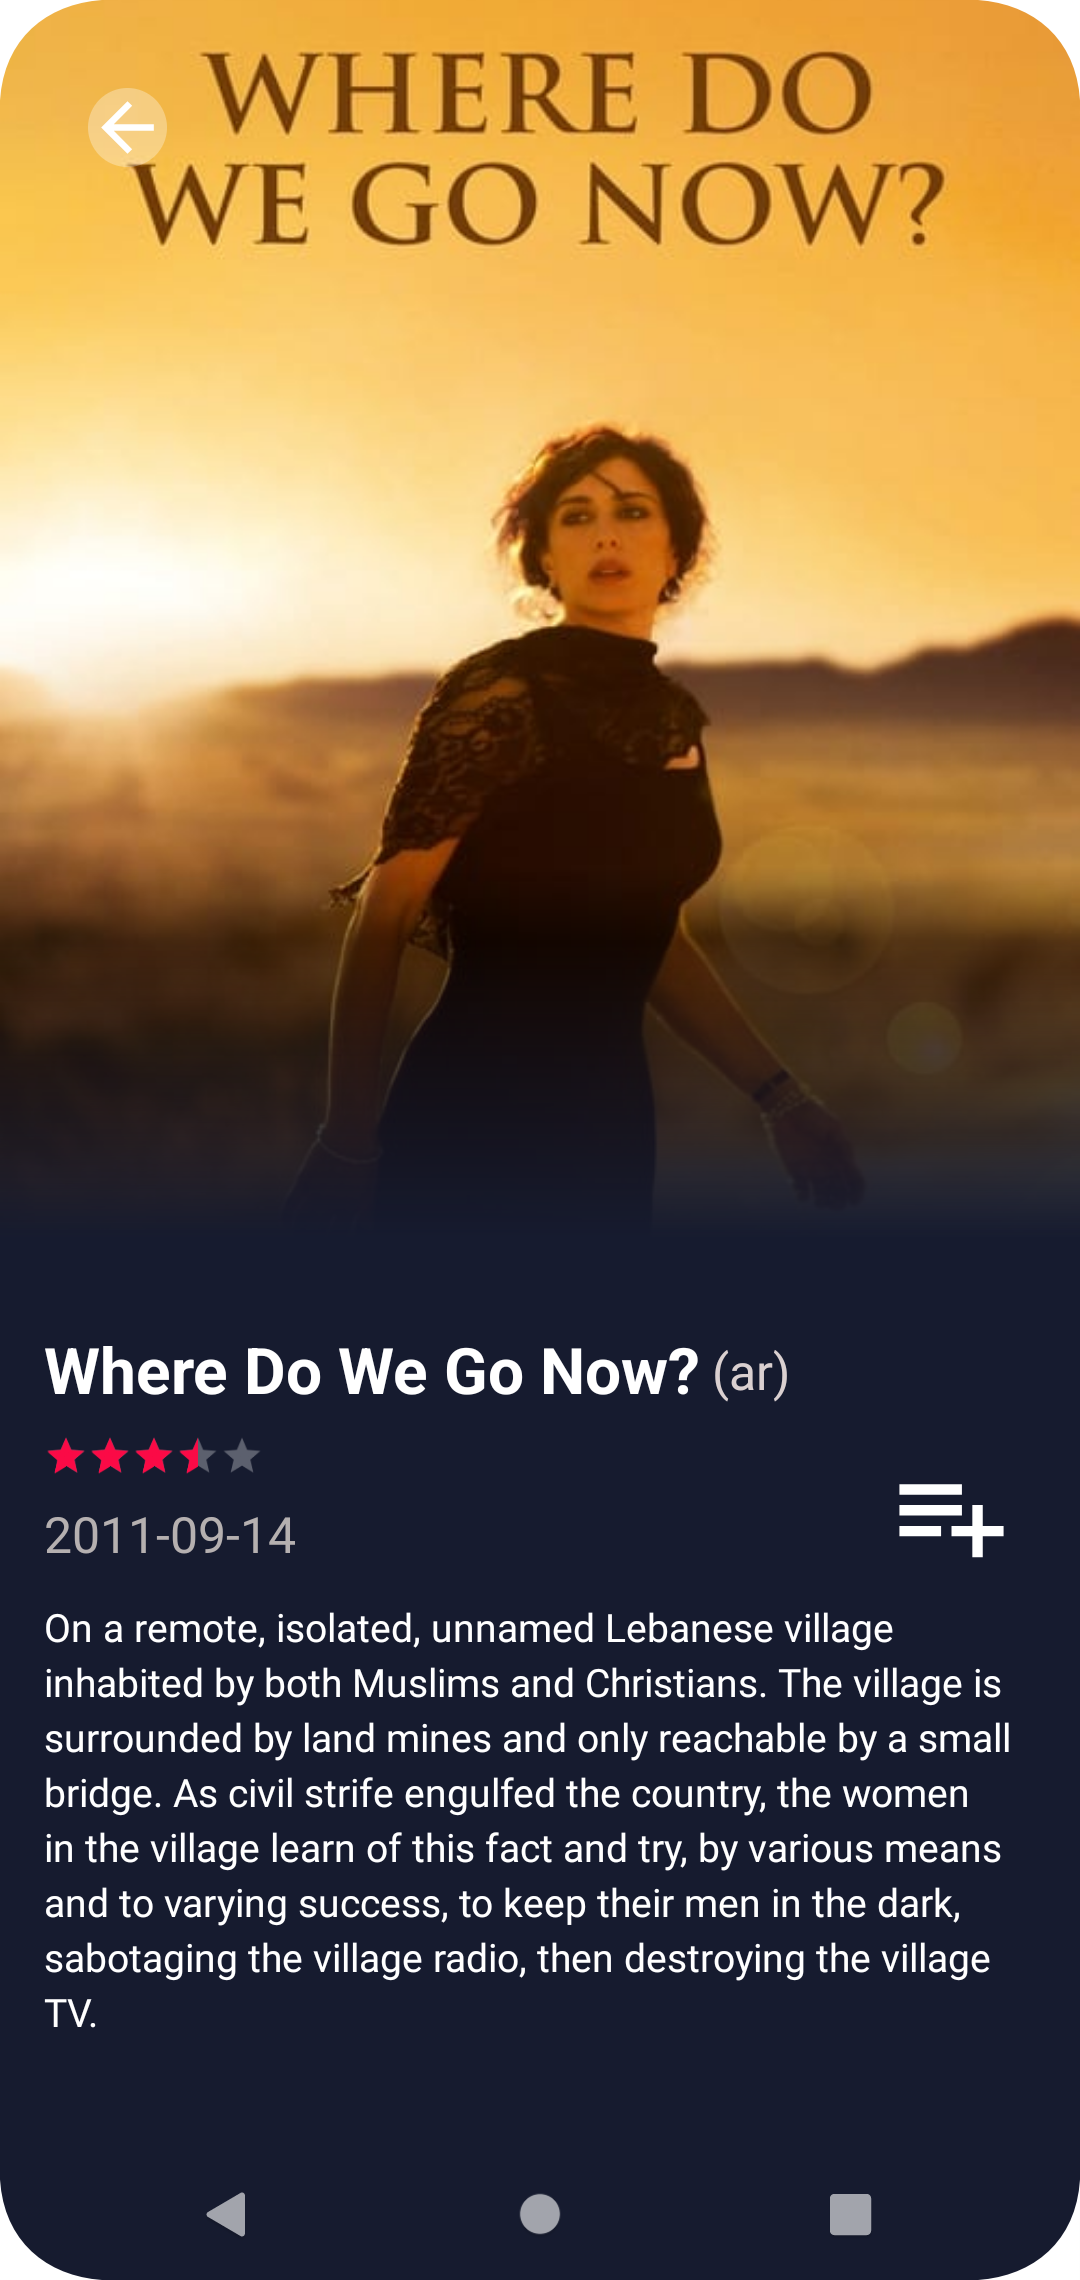 WHERE DO
WE GO NOW?
Where Do We Go Now? (ar)
2011-09-14
On a remote, isolated, unnamed Lebanese village
inhabited by both Muslims and Christians. The village is
surrounded by land mines and only reachable by a small
bridge. As civil strife engulfed the country, the women
in the village learn of this fact and try, by various means
and to varying success, to keep their men in the dark,
sabotaging the village radio, then destroying the village
TV.